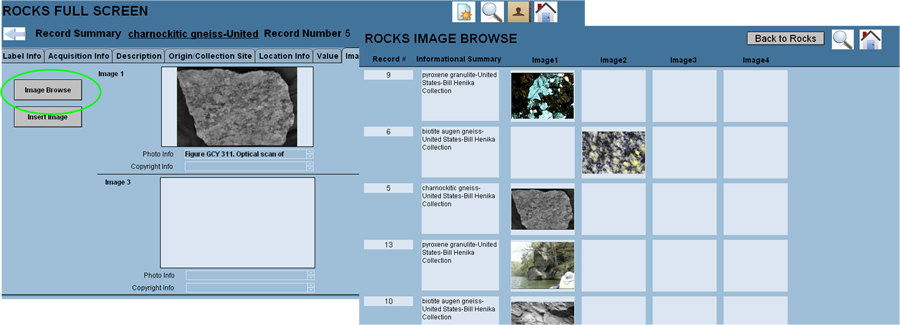 ROCKS FULL SCREEN
Record Summary charnockitic gneiss-United Record Number 5
Label Info Acquisition Info Description Origin/Collection Site Location Info Value Ima
Image 1
Image Browse
Insert Image
Photo Info Figure GCY 311. Optical scan of
Copyright Info
Image 3
Photo Info
Copyright Info
ROCKS IMAGE BROWSE
Back to Rocks
Record # Informational Summary Image1 Image2 Image3 Image4
9
pyroxene granulite-United
States-Bill Henika
Collection
6
biotite augen gneiss-
United States-Bill Henika
Collection
5
charnockitic gneiss-
United States-Bill Henika
Collection
13
pyroxene granulite-United
States-Bill Henika
Collection
10
biotite augen gneiss-
United States-Bill Henika
Collection